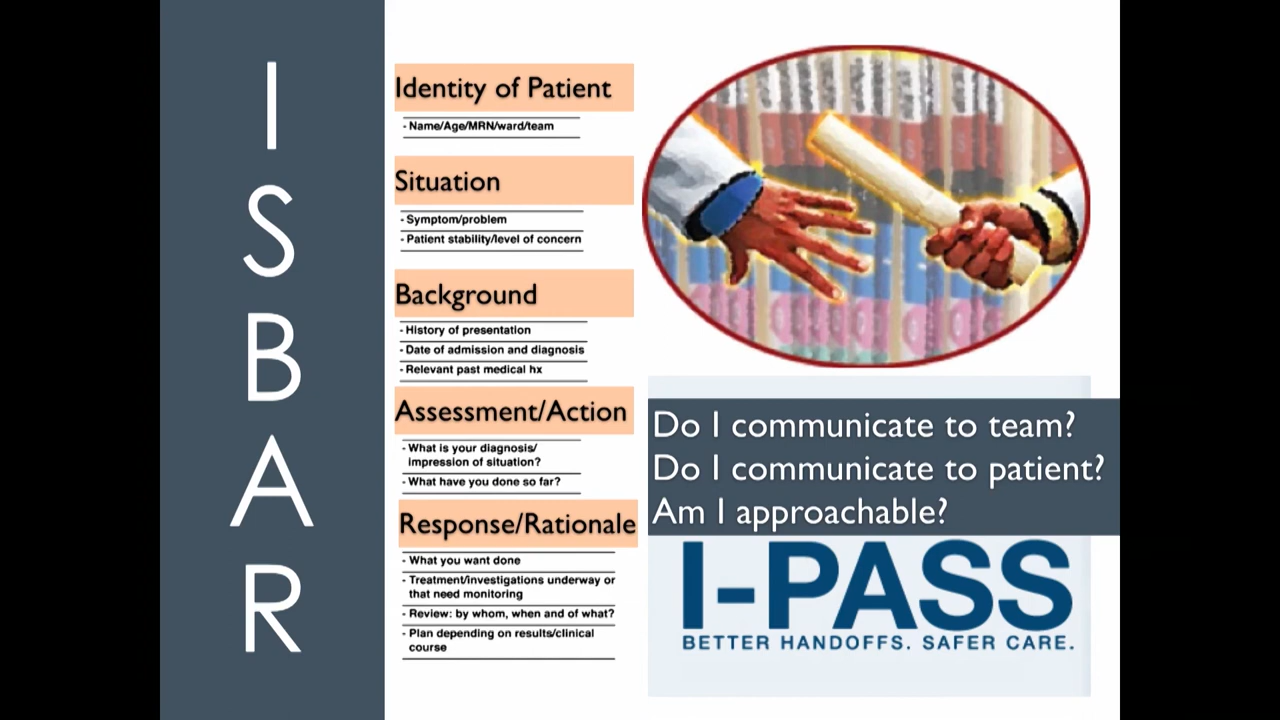 I
S
B
A
R
Identity of Patient
- Name/Age/MRN/ward/team
Situation
- Symptom/problem
- Patient stability/level of concern
Background
- History of presentation
- Date of admission and diagnosis
- Relevant past medical hx
Assessment/Action
- What is your diagnosis/
impression of situation?
- What have you done so far?
Response/Rationale
- What you want done
- Treatment/investigations underway or
that need monitoring
- Review: by whom, when and of what?
- Plan depending on results/clinical
course
Do I communicate to team?
Do I communicate to patient?
Am I approachable?
I-PASS
BETTER HANDOFFS. SAFER CARE.